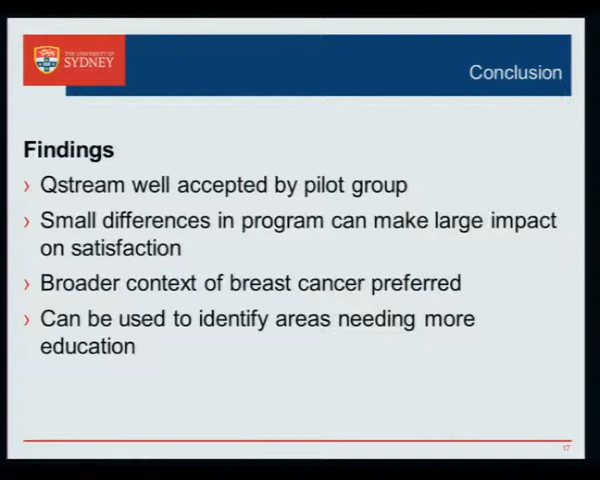 THE UNIVERSITY OF
SYDNEY
Conclusion
Findings
› Qstream well accepted by pilot group
› Small differences in program can make large impact
on satisfaction
› Broader context of breast cancer preferred
› Can be used to identify areas needing more
education
17